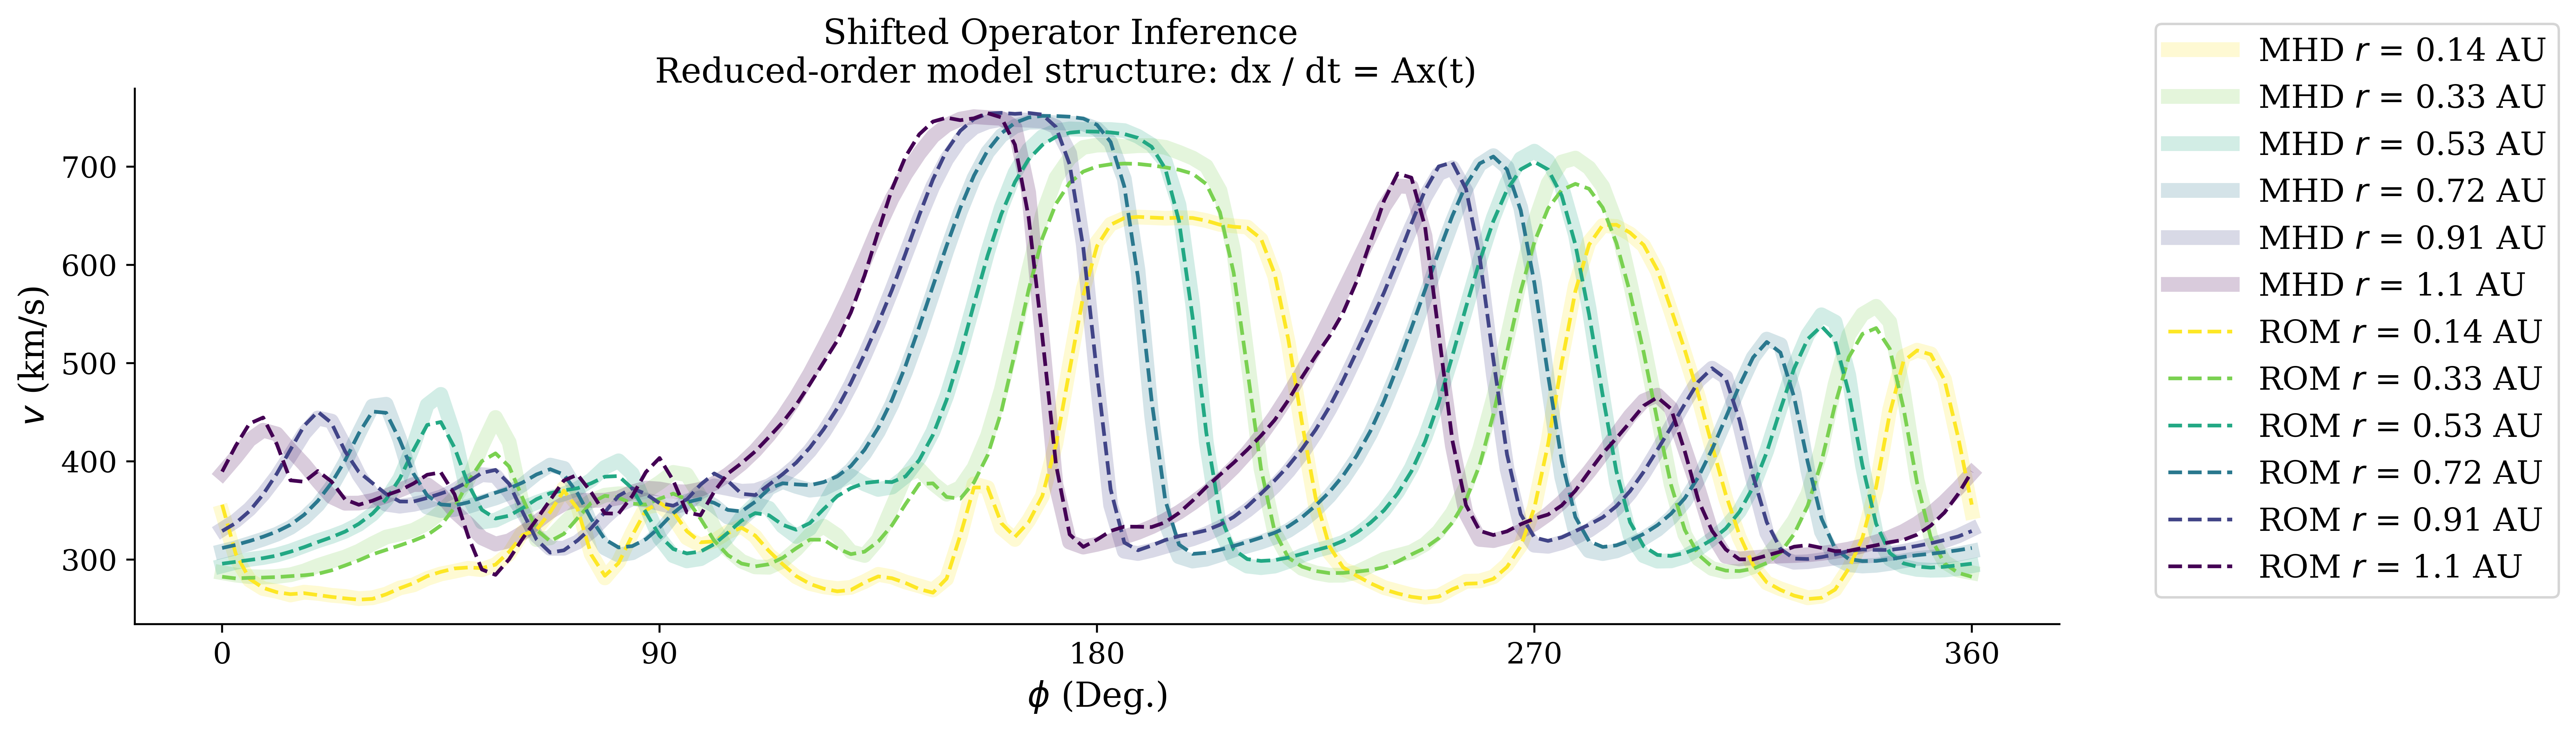 Shifted Operator Inference
Reduced-order model structure: dx / dt = Ax(t)
v (km/s)
700
600
500
400
300
0 90 180 270 360
ϕ (Deg.)
MHD r = 0.14 AU
MHD r = 0.33 AU
MHD r = 0.53 AU
MHD r = 0.72 AU
MHD r = 0.91 AU
MHD r = 1.1 AU
ROM r = 0.14 AU
ROM r = 0.33 AU
ROM r = 0.53 AU
ROM r = 0.72 AU
ROM r = 0.91 AU
ROM r = 1.1 AU